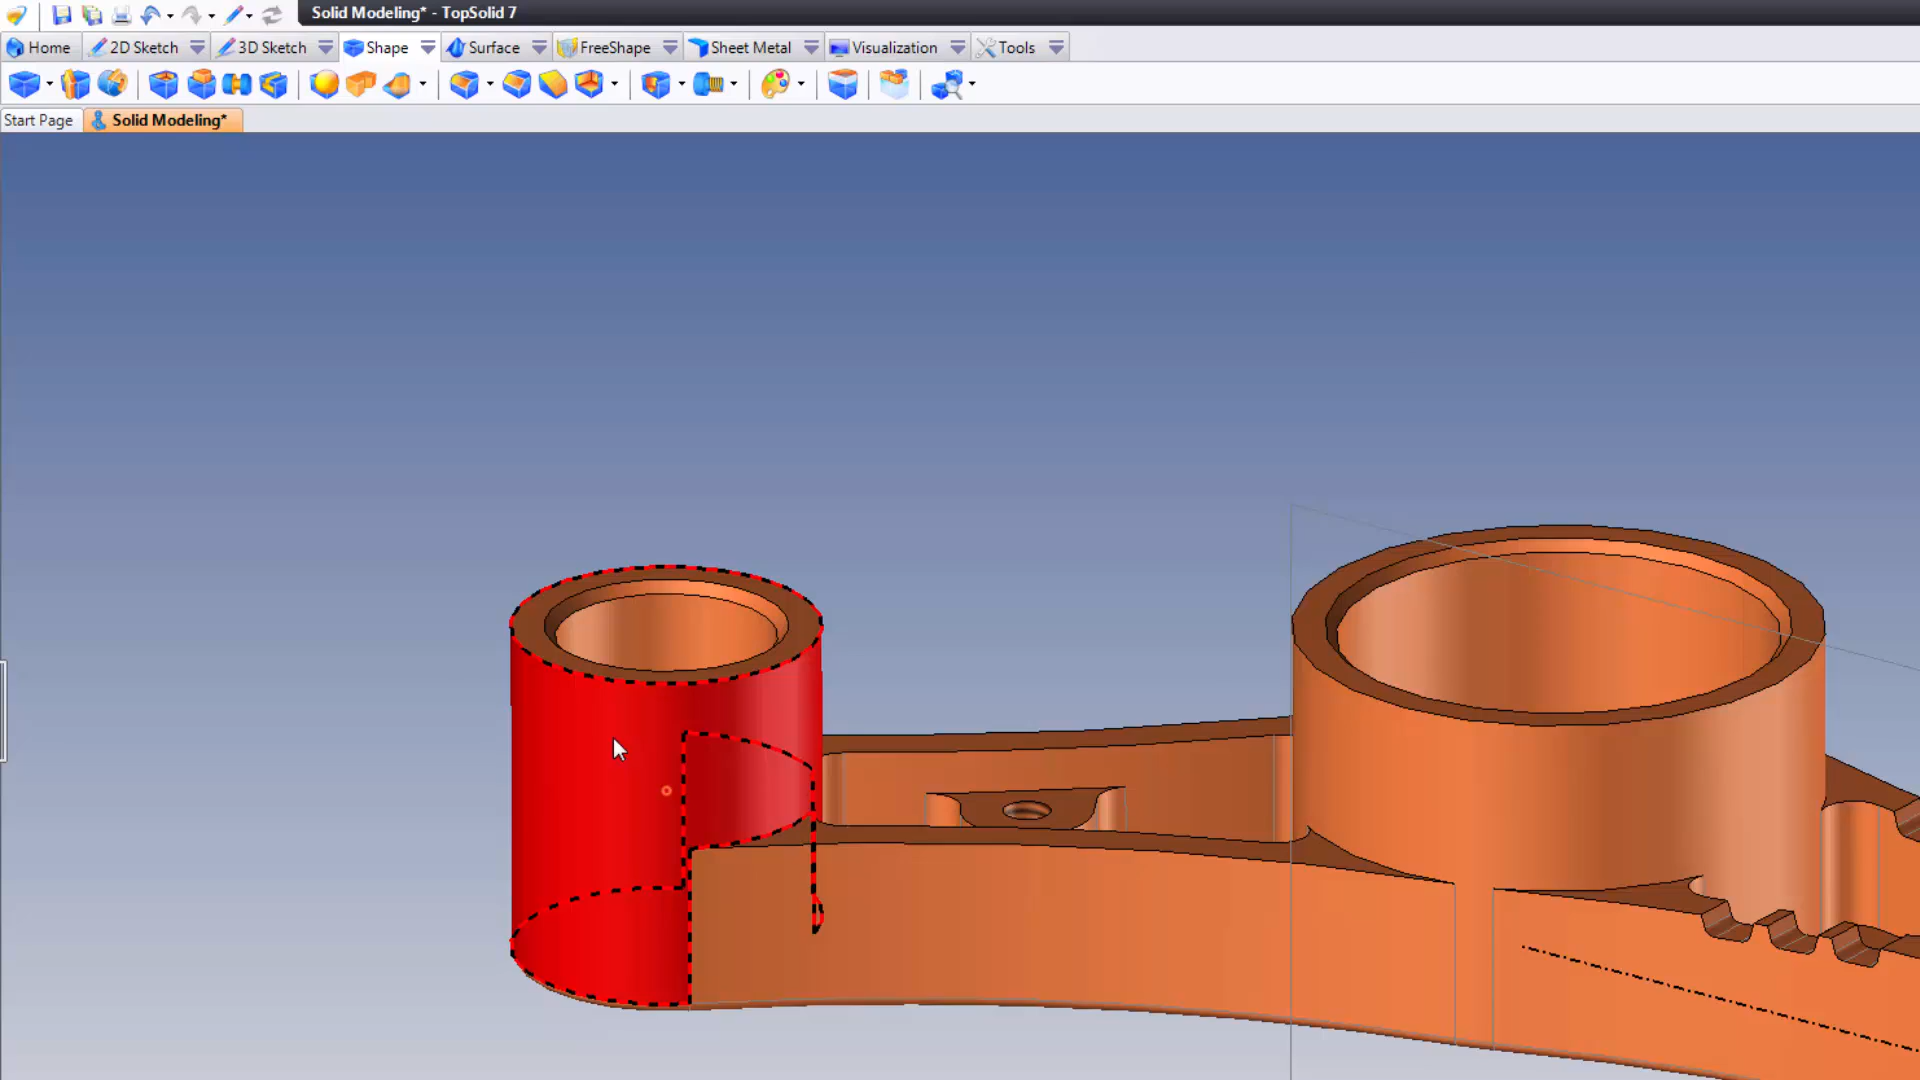 Solid Modeling* - TopSolid 7
Home 2D Sketch 3D Sketch Shape Surface FreeShape Sheet Metal Visualization Tools
Start Page Solid Modeling*